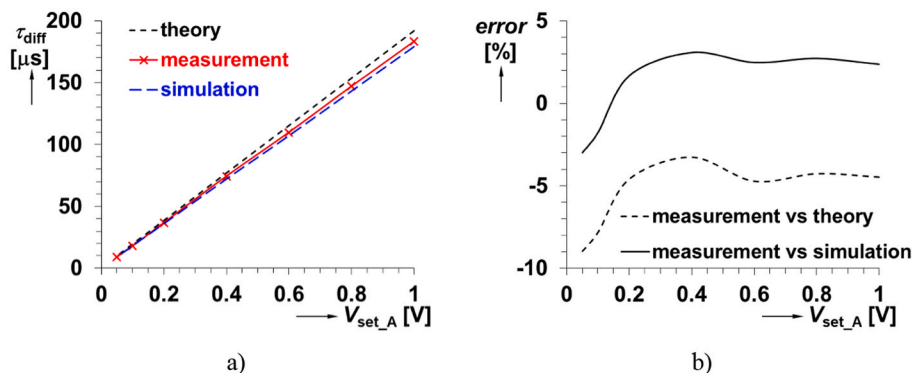 τdiff
[μs]
200
150
100
50
0
theory
measurement
simulation
0 0.2 0.4 0.6 0.8 1
Vset_A [V]
a)
error
[%]
5
0
-5
-10
measurement vs theory
measurement vs simulation
0 0.2 0.4 0.6 0.8 1
Vset_A [V]
b)